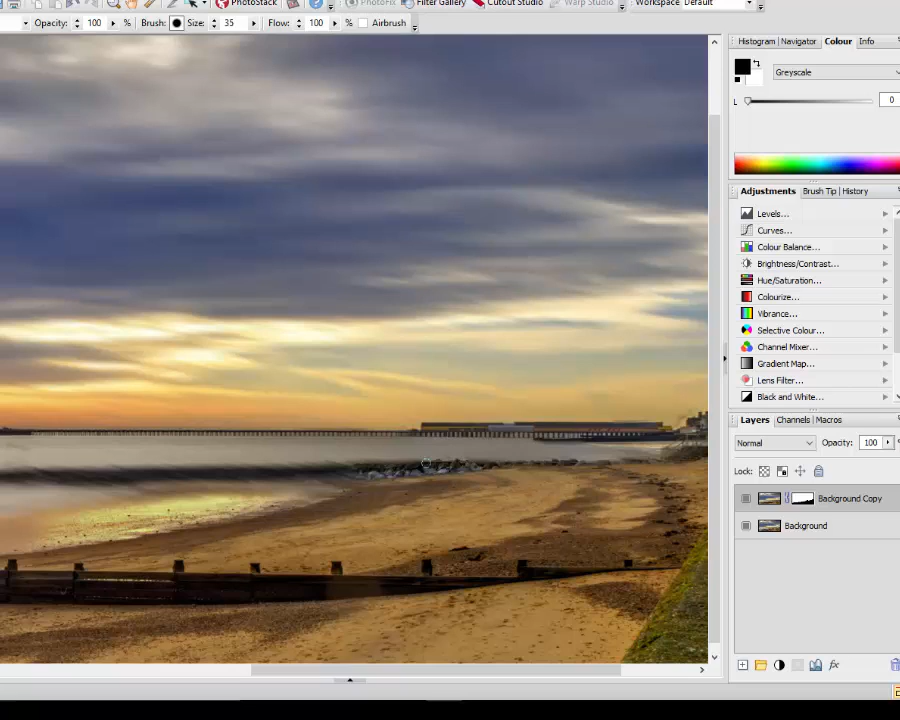 PhotoStack PhotoFix Filter Gallery Cutout Studio Warp Studio Workspace Default
Opacity: 100 % Brush: Size: 35 Flow: 100 % Airbrush
Histogram Navigator Colour Info
Greyscale
L 0
Adjustments Brush Tip History
Levels...
Curves...
Colour Balance...
Brightness/Contrast...
Hue/Saturation...
Colourize...
Vibrance...
Selective Colour...
Channel Mixer...
Gradient Map...
Lens Filter...
Black and White...
Layers Channels Macros
Normal Opacity: 100
Lock:
Background Copy
Background
fx